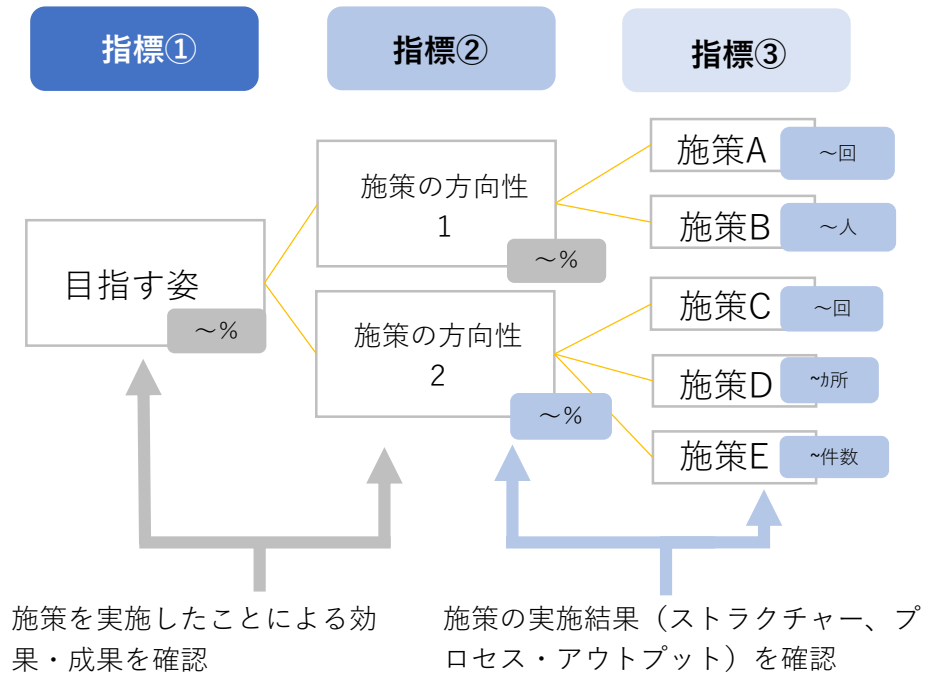 指標①
指標②
指標③
目指す姿
～%
施策の方向性
1
～%
施策の方向性
2
～%
施策A
～回
施策B
～人
施策C
～回
施策D
~ｶ所
施策E
~件数
施策を実施したことによる効
果・成果を確認
施策の実施結果（ストラクチャー、プ
ロセス・アウトプット）を確認